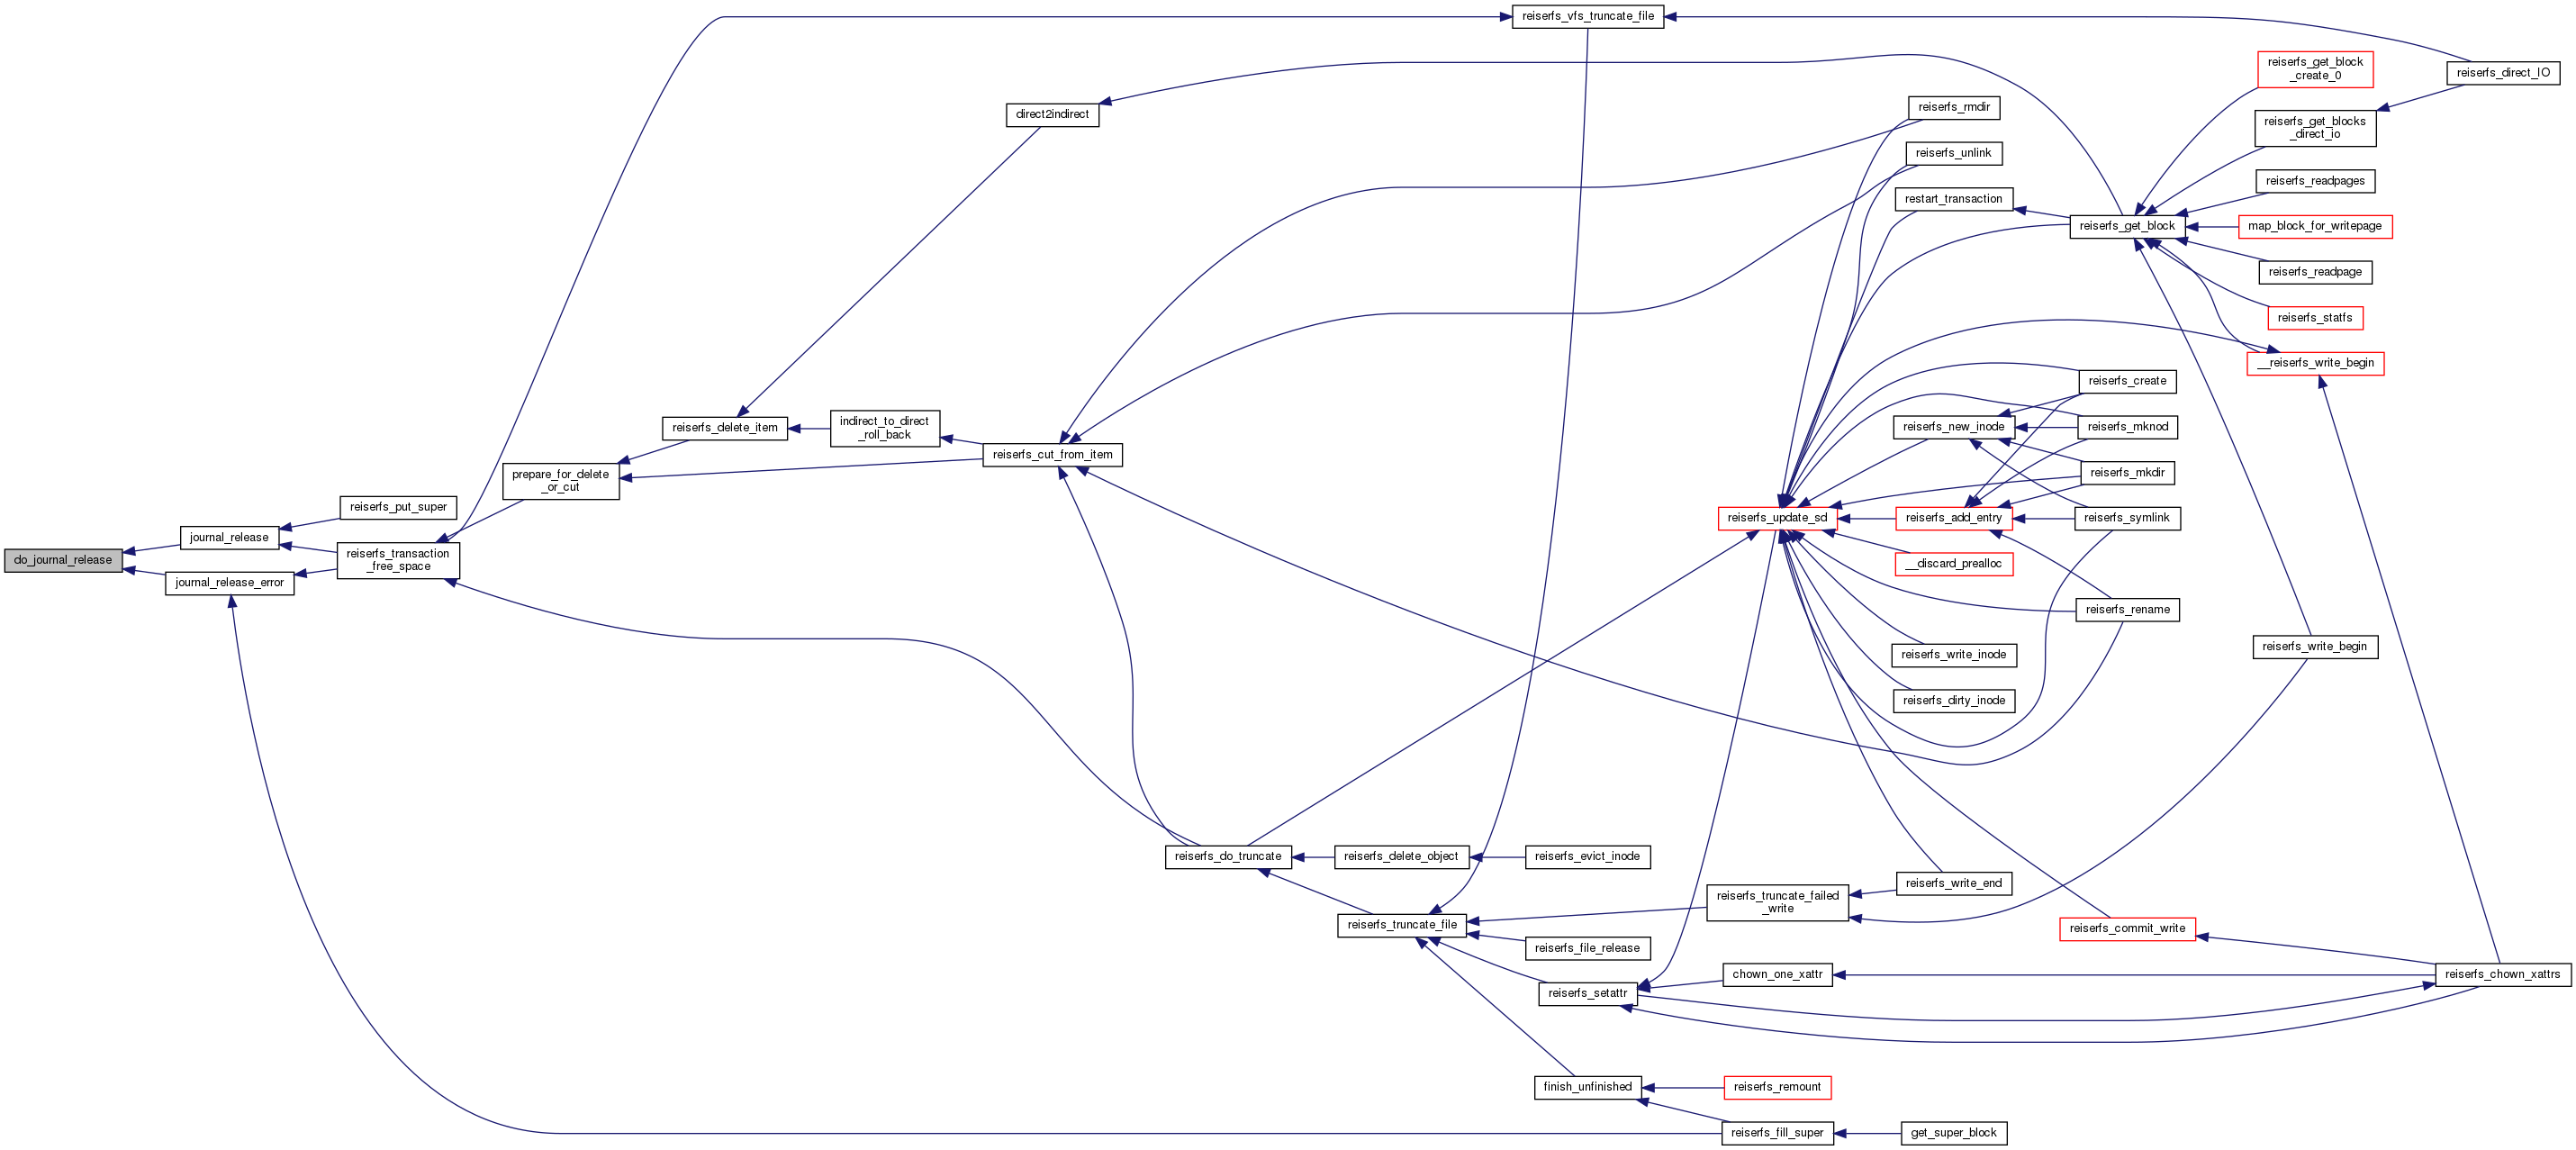 do_journal_release
journal_release
journal_release_error
reiserfs_put_super
reiserfs_transaction
_free_space
prepare_for_delete
_or_cut
reiserfs_delete_item
indirect_to_direct
_roll_back
direct2indirect
reiserfs_cut_from_item
reiserfs_do_truncate
reiserfs_delete_object
reiserfs_truncate_file
reiserfs_vfs_truncate_file
reiserfs_evict_inode
reiserfs_file_release
reiserfs_setattr
finish_unfinished
reiserfs_update_sd
reiserfs_truncate_failed
_write
chown_one_xattr
reiserfs_remount
reiserfs_fill_super
reiserfs_rmdir
reiserfs_unlink
restart_transaction
reiserfs_new_inode
reiserfs_add_entry
__discard_prealloc
reiserfs_write_inode
reiserfs_dirty_inode
reiserfs_write_end
get_super_block
reiserfs_get_block
reiserfs_create
reiserfs_mknod
reiserfs_mkdir
reiserfs_symlink
reiserfs_rename
reiserfs_commit_write
reiserfs_get_block
_create_0
reiserfs_get_blocks
_direct_io
reiserfs_readpages
map_block_for_writepage
reiserfs_readpage
reiserfs_statfs
__reiserfs_write_begin
reiserfs_write_begin
reiserfs_direct_IO
reiserfs_chown_xattrs